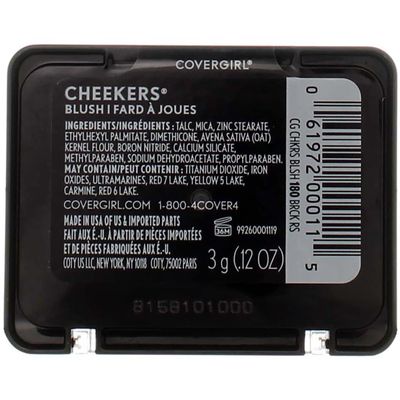 COVERGIRL®
CHEEKERS®
BLUSH | FARD À JOUES
INGREDIENTS/INGRÉDIENTS: TALC, MICA, ZINC STEARATE,
ETHYLHEXYL PALMITATE, DIMETHICONE, AVENA SATIVA (OAT)
KERNEL FLOUR, BORON NITRIDE, CALCIUM SILICATE,
METHYLPARABEN, SODIUM DEHYDROACETATE, PROPYLPARABEN.
MAY CONTAIN/PEUT CONTENIR: TITANIUM DIOXIDE, IRON
OXIDES, ULTRAMARINES, RED 7 LAKE, YELLOW 5 LAKE,
CARMINE, RED 6 LAKE.
COVERGIRL.COM 1-800-4COVER4
MADE IN USA OF US & IMPORTED PARTS
FAIT AUX É.-U. À PARTIR DE PIÈCES IMPORTÉES
ET DE PIÈCES FABRIQUÉES AUX É.-U.
COTY US LLC, NEW YORK, NY 10118 COTY, 75002 PARIS
36M
99260001119
3 g (.12 OZ)
8158101000
CG CHKRS BLSH 180 BRICK RS
0 61972 00011 5